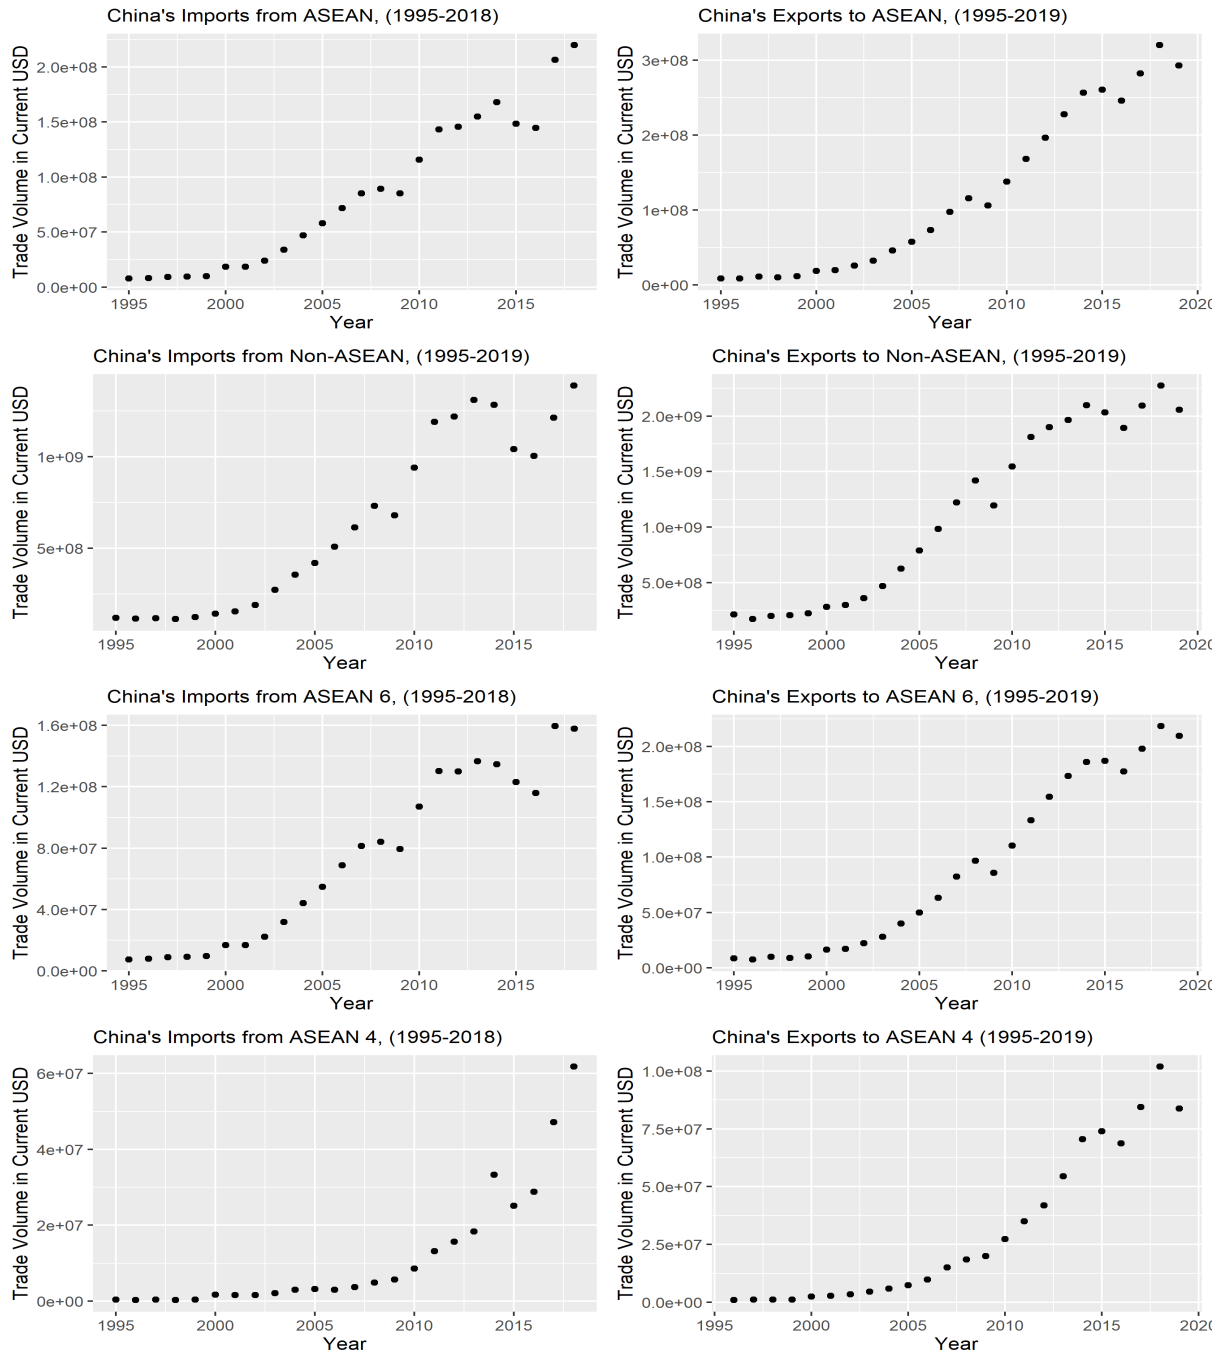 China's Imports from ASEAN, (1995-2018)
Trade Volume in Current USD
2.0e+08
1.5e+08
1.0e+08
5.0e+07
0.0e+00
1995 2000 2005 2010 2015
Year
China's Exports to ASEAN, (1995-2019)
Trade Volume in Current USD
3e+08
2e+08
1e+08
0e+00
1995 2000 2005 2010 2015 2020
Year
China's Imports from Non-ASEAN, (1995-2019)
Trade Volume in Current USD
1e+09
5e+08
1995 2000 2005 2010 2015
Year
China's Exports to Non-ASEAN, (1995-2019)
Trade Volume in Current USD
2.0e+09
1.5e+09
1.0e+09
5.0e+08
1995 2000 2005 2010 2015 2020
Year
China's Imports from ASEAN 6, (1995-2018)
Trade Volume in Current USD
1.6e+08
1.2e+08
8.0e+07
4.0e+07
0.0e+00
1995 2000 2005 2010 2015
Year
China's Exports to ASEAN 6, (1995-2019)
Trade Volume in Current USD
2.0e+08
1.5e+08
1.0e+08
5.0e+07
0.0e+00
1995 2000 2005 2010 2015 2020
Year
China's Imports from ASEAN 4, (1995-2018)
Trade Volume in Current USD
6e+07
4e+07
2e+07
0e+00
1995 2000 2005 2010 2015
Year
China's Exports to ASEAN 4 (1995-2019)
Trade Volume in Current USD
1.0e+08
7.5e+07
5.0e+07
2.5e+07
0.0e+00
1995 2000 2005 2010 2015 2020
Year